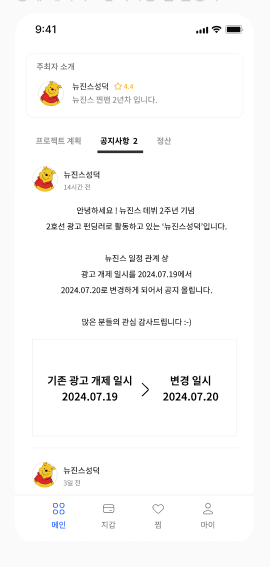 9:41
주최자 소개
뉴진스성덕 4.4
뉴진스 찐팬 2년차 입니다.
프로젝트 계획 공지사항 2 정산
뉴진스성덕
14시간 전
안녕하세요 ! 뉴진스 데뷔 2주년 기념
2호선 광고 펀딩러로 활동하고 있는 '뉴진스성덕'입니다.
뉴진스 일정 관계 상
광고 개제 일시를 2024.07.19에서
2024.07.20로 변경하게 되어서 공지 올립니다.
많은 분들의 관심 감사드립니다 :-)
기존 광고 개제 일시 변경 일시
2024.07.19 2024.07.20
뉴진스성덕
3일 전
메인 지갑 찜 마이